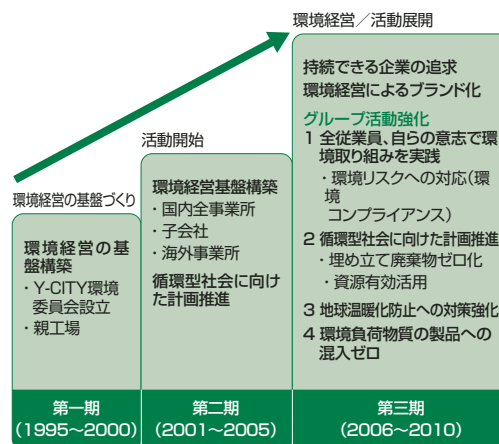 環境経営の基盤づくり
環境経営の基
盤構築
・Y-CITY環境
委員会設立
・親工場
第一期
(1995〜2000)
活動開始
環境経営基盤構築
・国内全事業所
・子会社
・海外事業所
循環型社会に向け
た計画推進
第二期
(2001〜2005)
環境経営／活動展開
持続できる企業の追求
環境経営によるブランド化
グループ活動強化
1 全従業員、自らの意志で環
境取り組みを実践
・環境リスクへの対応(環
境
コンプライアンス)
2 循環型社会に向けた計画推進
・埋め立て廃棄物ゼロ化
・資源有効活用
3 地球温暖化防止への対策強化
4 環境負荷物質の製品への
混入ゼロ
第三期
(2006〜2010)